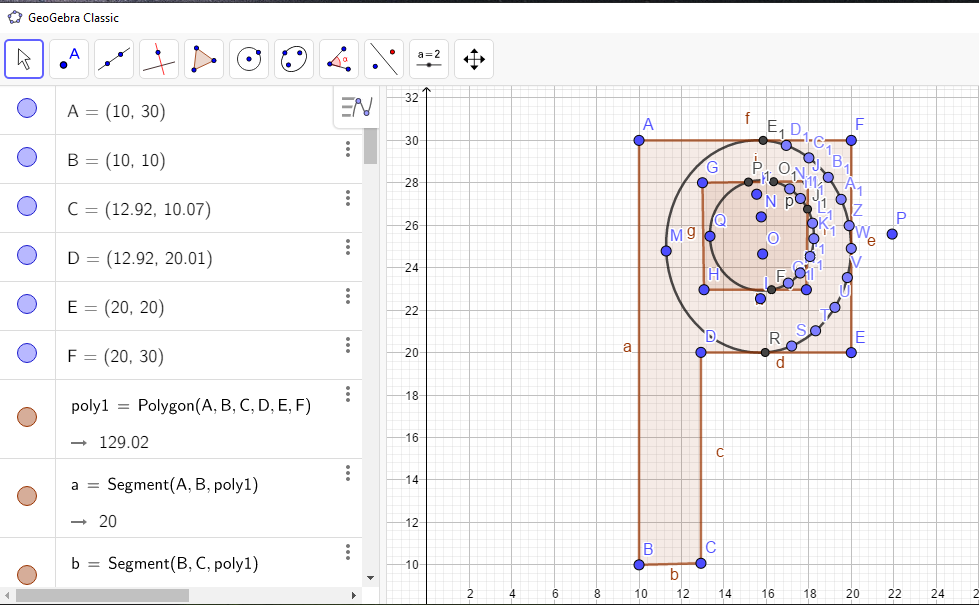 GeoGebra Classic
A
a=2
A = (10, 30)
B = (10, 10)
C = (12.92, 10.07)
D = (12.92, 20.01)
E = (20, 20)
F = (20, 30)
poly1 = Polygon(A, B, C, D, E, F)
→ 129.02
a = Segment(A, B, poly1)
→ 20
b = Segment(B, C, poly1)
32
30
28
26
24
22
20
18
16
14
12
10
2 4 6 8 10 12 14 16 18 20 22 24
A f E₁ D₁ F
C₁
B₁
G P₁ O₁ A₁
N Z
M g Q P
O W e
H F V
U
T
a D R S E
d
c
B C
b